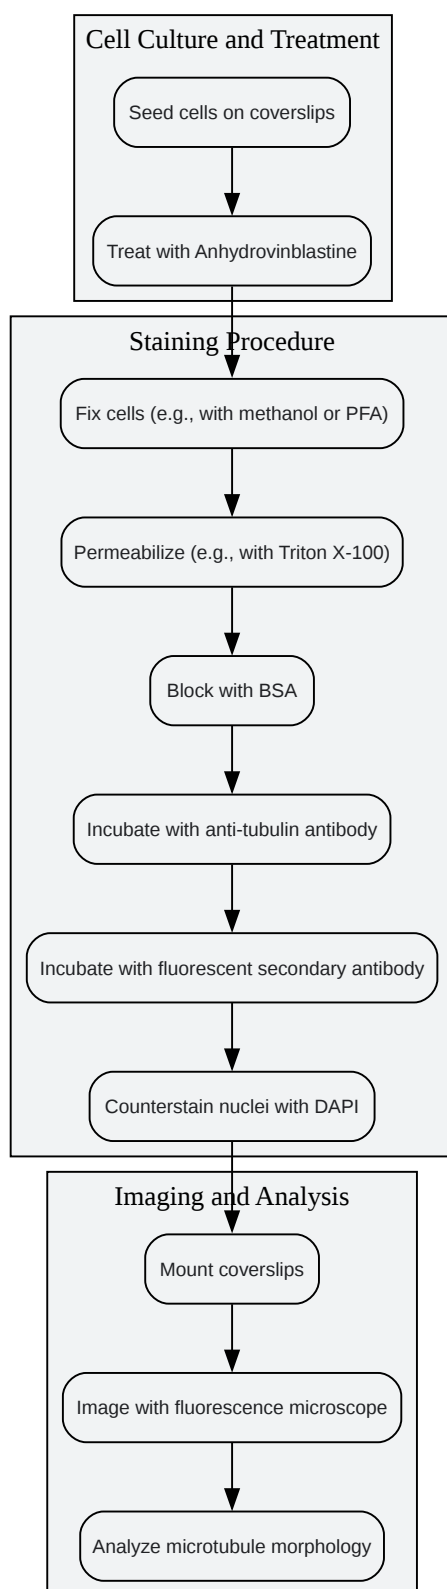 Cell Culture and Treatment
Seed cells on coverslips
Treat with Anhydrovinblastine
Staining Procedure
Fix cells (e.g., with methanol or PFA)
Permeabilize (e.g., with Triton X-100)
Block with BSA
Incubate with anti-tubulin antibody
Incubate with fluorescent secondary antibody
Counterstain nuclei with DAPI
Imaging and Analysis
Mount coverslips
Image with fluorescence microscope
Analyze microtubule morphology